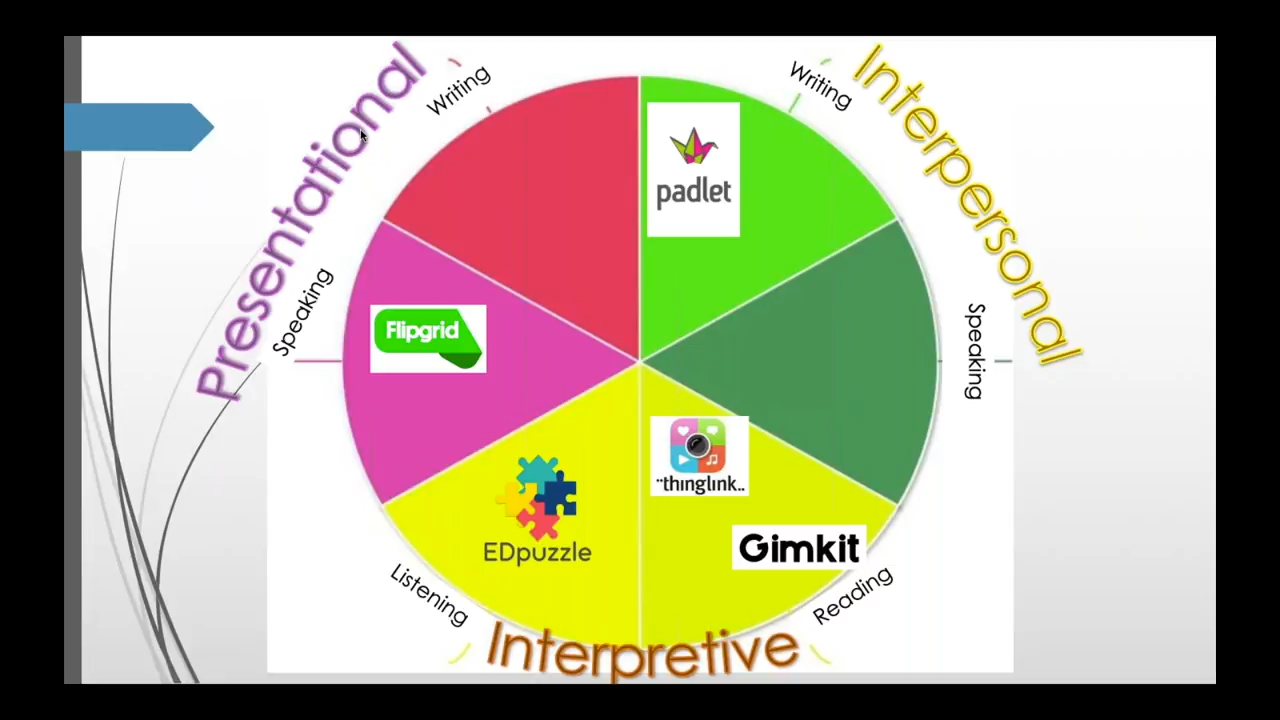 Presentational
Writing
Speaking
Interpersonal
Writing
Speaking
padlet
Flipgrid
thinglink..
EDpuzzle
Gimkit
Listening
Reading
Interpretive